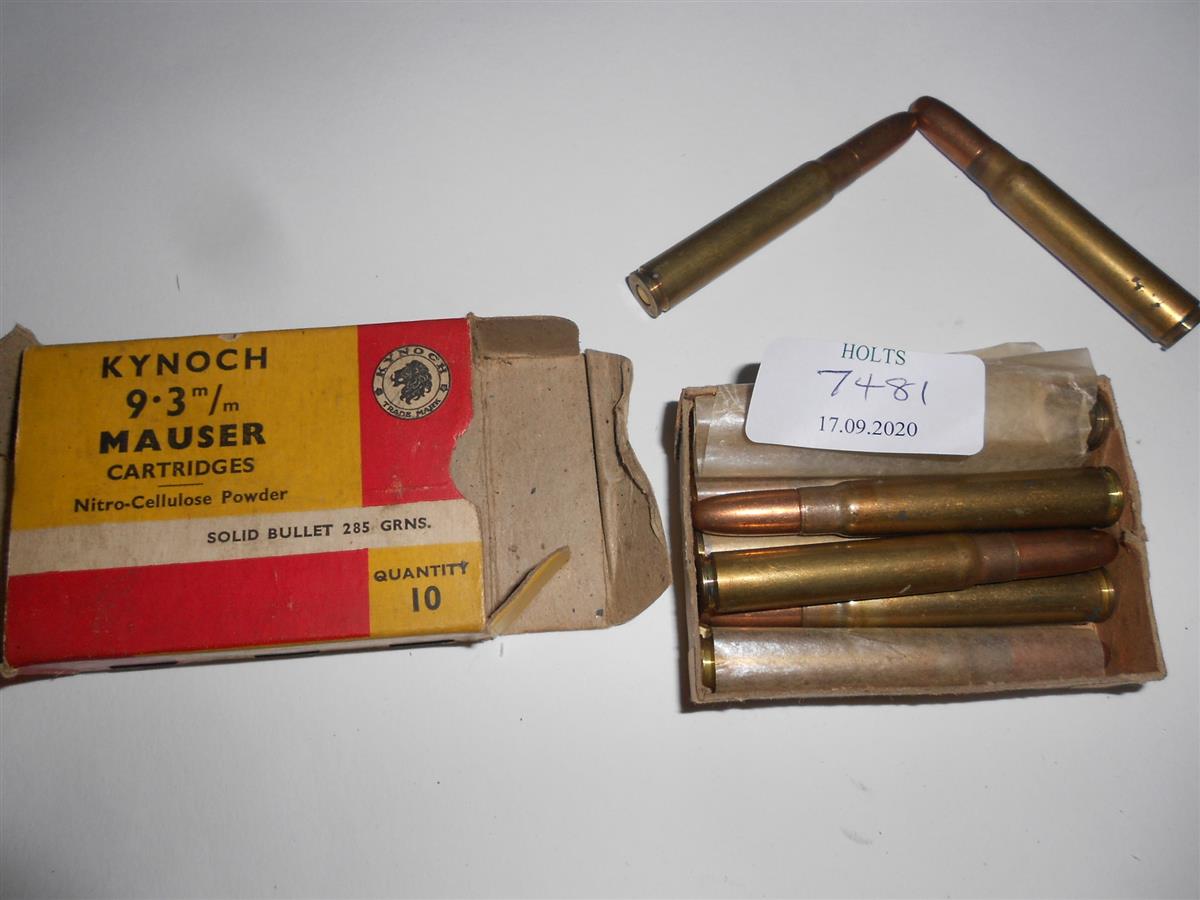 KYNOCH
9·3 m/m
MAUSER
CARTRIDGES
Nitro-Cellulose Powder
SOLID BULLET 285 GRNS.
QUANTITY
10
KYNOCH
TRADE MARK
HOLTS
7481
17.09.2020